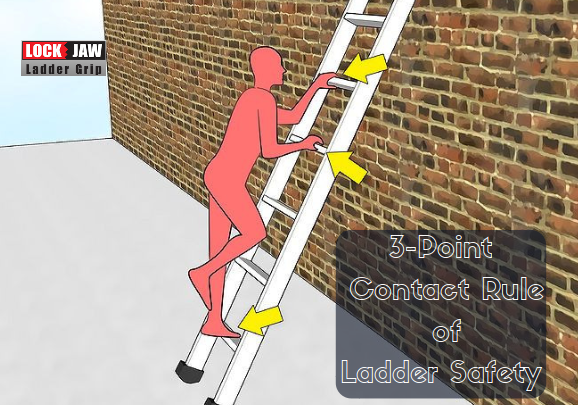 LOCK JAW
Ladder Grip
3-Point
Contact Rule
of
Ladder Safety